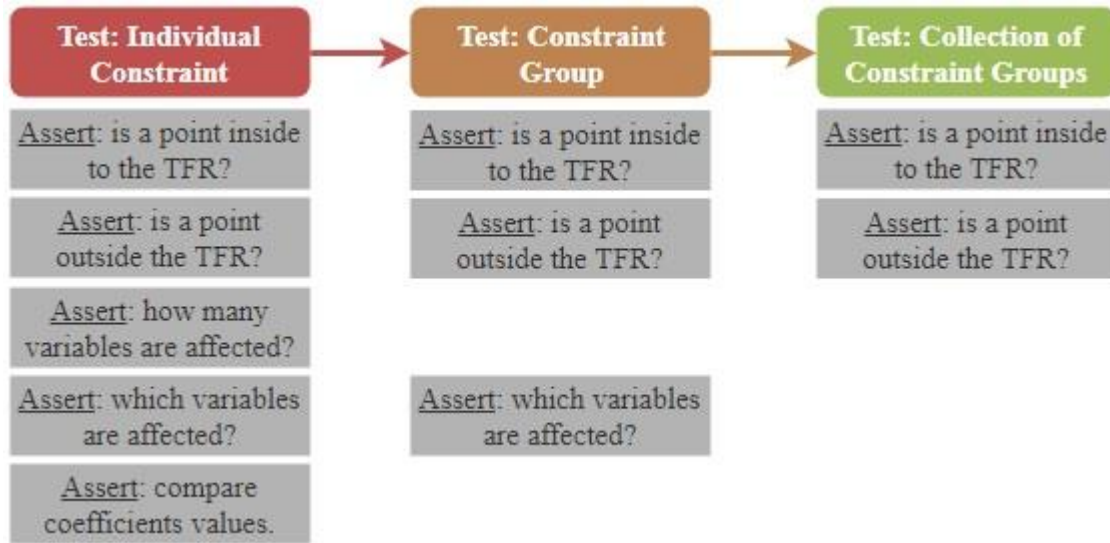 Test: Individual
Constraint
Assert: is a point inside
to the TFR?
Assert: is a point
outside the TFR?
Assert: how many
variables are affected?
Assert: which variables
are affected?
Assert: compare
coefficients values.
Test: Constraint
Group
Assert: is a point inside
to the TFR?
Assert: is a point
outside the TFR?
Assert: which variables
are affected?
Test: Collection of
Constraint Groups
Assert: is a point inside
to the TFR?
Assert: is a point
outside the TFR?